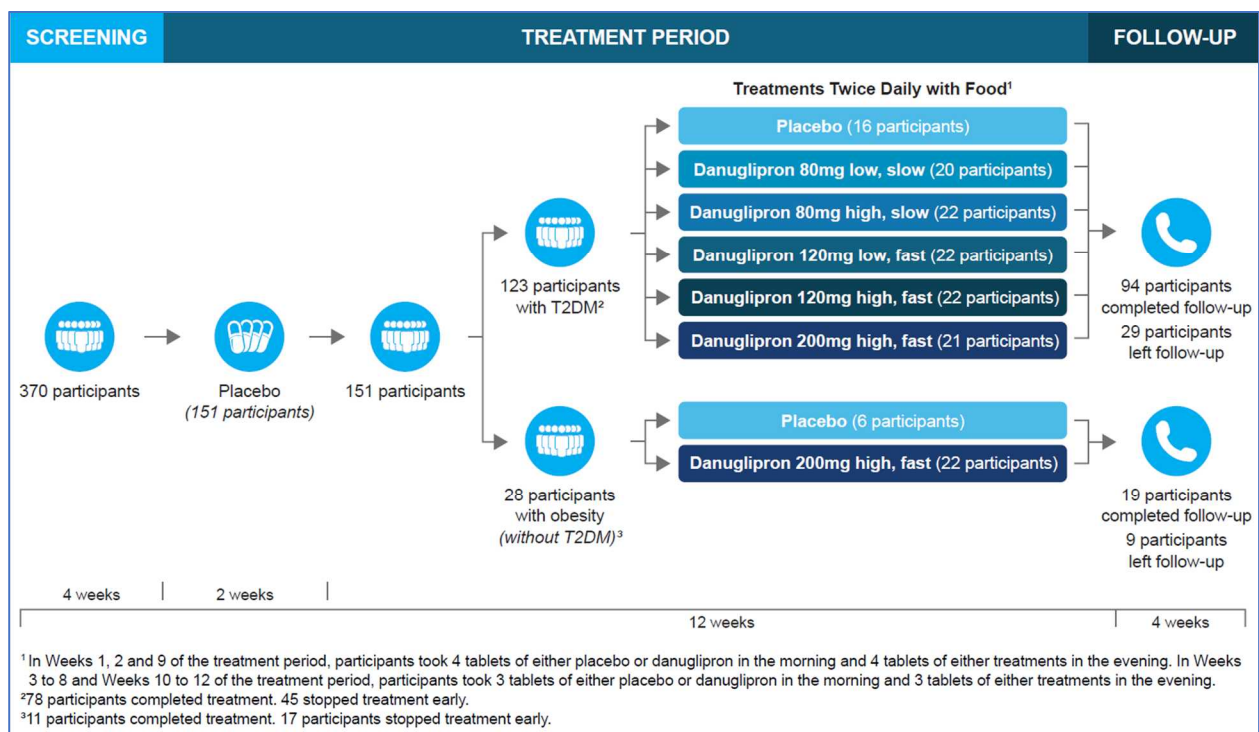 SCREENING
TREATMENT PERIOD
FOLLOW-UP
Treatments Twice Daily with Food¹
Placebo (16 participants)
Danuglipron 80mg low, slow (20 participants)
Danuglipron 80mg high, slow (22 participants)
Danuglipron 120mg low, fast (22 participants)
Danuglipron 120mg high, fast (22 participants)
Danuglipron 200mg high, fast (21 participants)
123 participants
with T2DM²
94 participants
completed follow-up
29 participants
left follow-up
370 participants
Placebo
(151 participants)
151 participants
Placebo (6 participants)
Danuglipron 200mg high, fast (22 participants)
28 participants
with obesity
(without T2DM)³
19 participants
completed follow-up
9 participants
left follow-up
4 weeks
2 weeks
12 weeks
4 weeks
¹ In Weeks 1, 2 and 9 of the treatment period, participants took 4 tablets of either placebo or danuglipron in the morning and 4 tablets of either treatments in the evening. In Weeks
3 to 8 and Weeks 10 to 12 of the treatment period, participants took 3 tablets of either placebo or danuglipron in the morning and 3 tablets of either treatments in the evening.
²78 participants completed treatment. 45 stopped treatment early.
³11 participants completed treatment. 17 participants stopped treatment early.